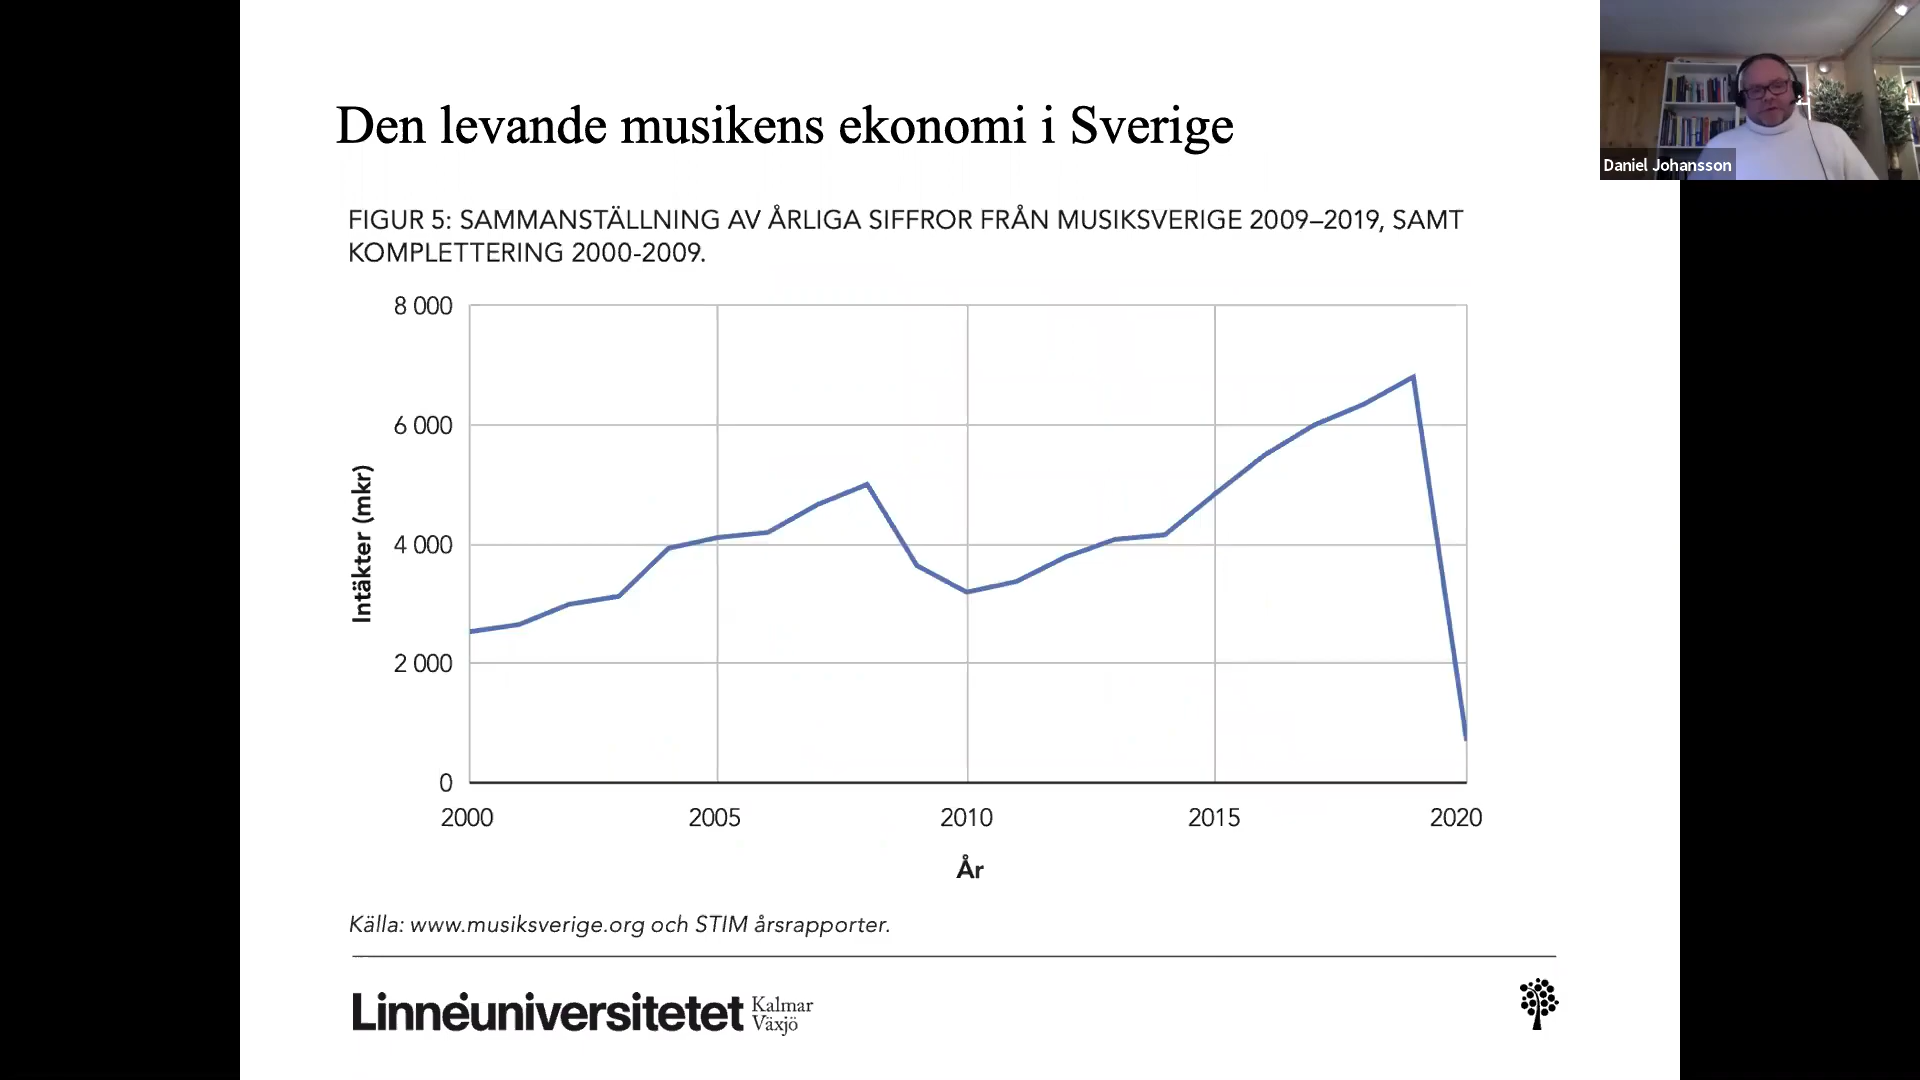 Den levande musikens ekonomi i Sverige
Daniel Johansson
FIGUR 5: SAMMANSTÄLLNING AV ÅRLIGA SIFFROR FRÅN MUSIKSVERIGE 2009–2019, SAMT
KOMPLETTERING 2000-2009.
8 000
6 000
4 000
2 000
0
Intäkter (mkr)
2000 2005 2010 2015 2020
År
Källa: www.musiksverige.org och STIM årsrapporter.
Linnéuniversitetet
Kalmar
Växjö